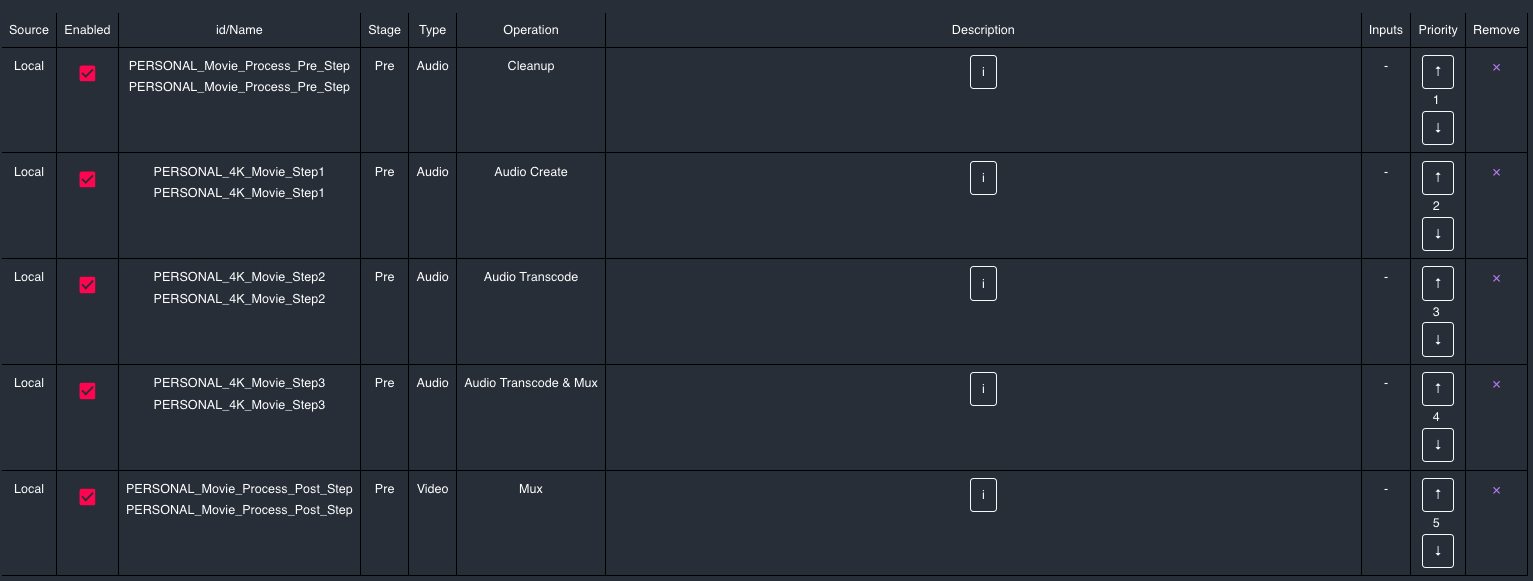 Source Enabled id/Name Stage Type Operation Description Inputs Priority Remove
Local PERSONAL_Movie_Process_Pre_Step Pre Audio Cleanup i - ↑ ×
PERSONAL_Movie_Process_Pre_Step
1
↓
Local PERSONAL_4K_Movie_Step1 Pre Audio Audio Create i - ↑ ×
PERSONAL_4K_Movie_Step1
2
↓
Local PERSONAL_4K_Movie_Step2 Pre Audio Audio Transcode i - ↑ ×
PERSONAL_4K_Movie_Step2
3
↓
Local PERSONAL_4K_Movie_Step3 Pre Audio Audio Transcode & Mux i - ↑ ×
PERSONAL_4K_Movie_Step3
4
↓
Local PERSONAL_Movie_Process_Post_Step Pre Video Mux i - ↑ ×
PERSONAL_Movie_Process_Post_Step
5
↓